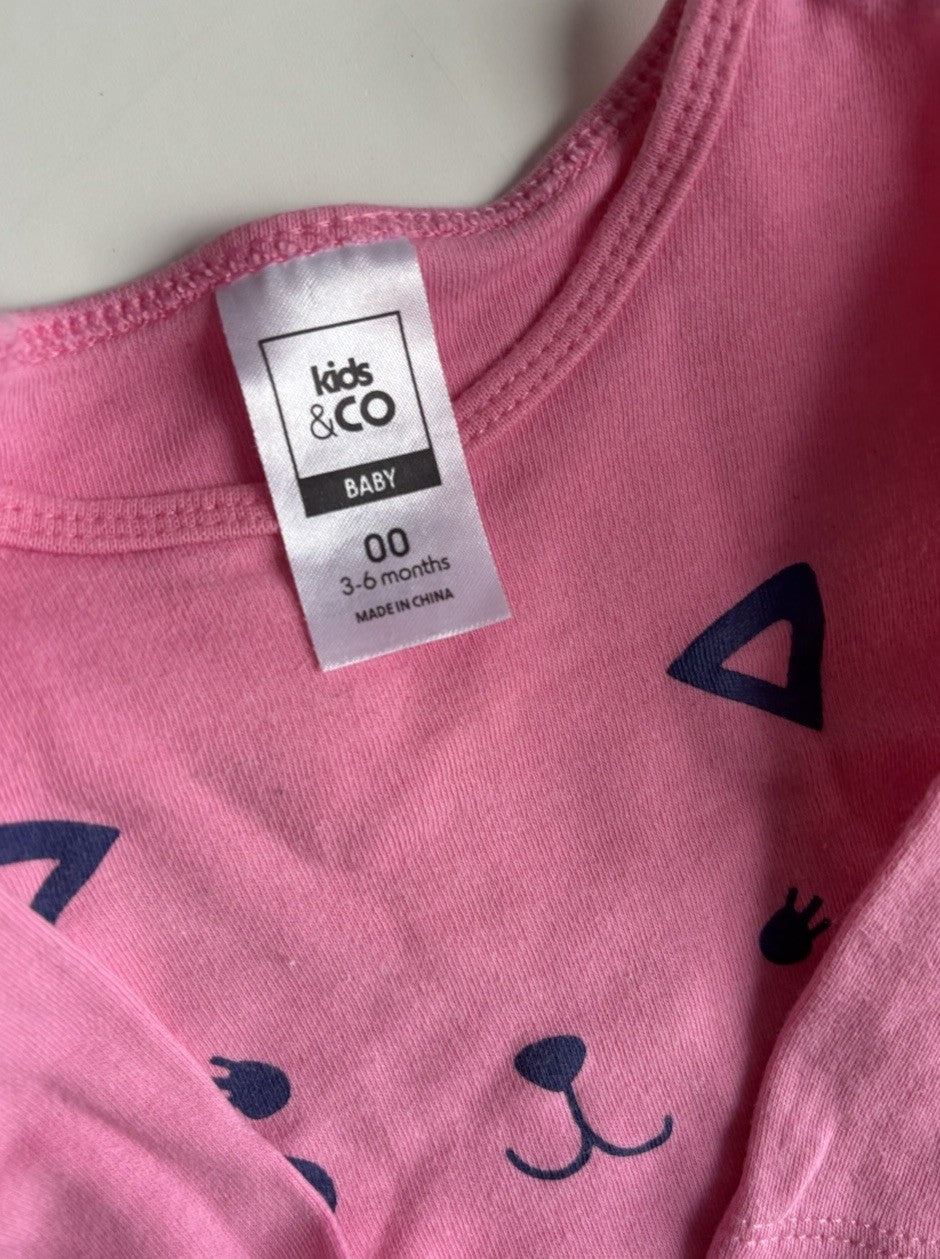 kids
&CO
BABY
00
3-6 months
MADE IN CHINA